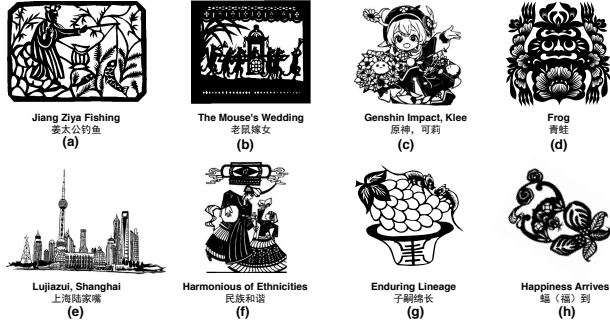 Jiang Ziya Fishing
姜太公钓鱼
(a)
The Mouse's Wedding
老鼠嫁女
(b)
Genshin Impact, Klee
原神，可莉
(c)
Frog
青蛙
(d)
Lujiazui, Shanghai
上海陆家嘴
(e)
Harmonious of Ethnicities
民族和谐
(f)
Enduring Lineage
子嗣绵长
(g)
Happiness Arrives
蝠（福）到
(h)